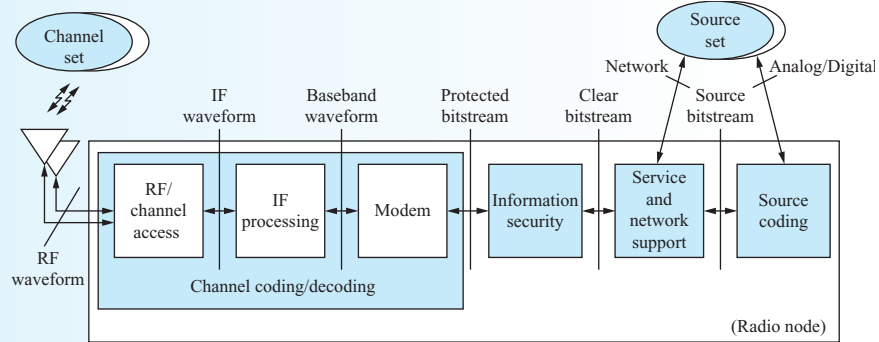 Channel
set
Source
set
Network
Analog/Digital
IF
waveform
Baseband
waveform
Protected
bitstream
Clear
bitstream
Source
bitstream
RF/
channel
access
IF
processing
Modem
Information
security
Service
and
network
support
Source
coding
RF
waveform
Channel coding/decoding
(Radio node)